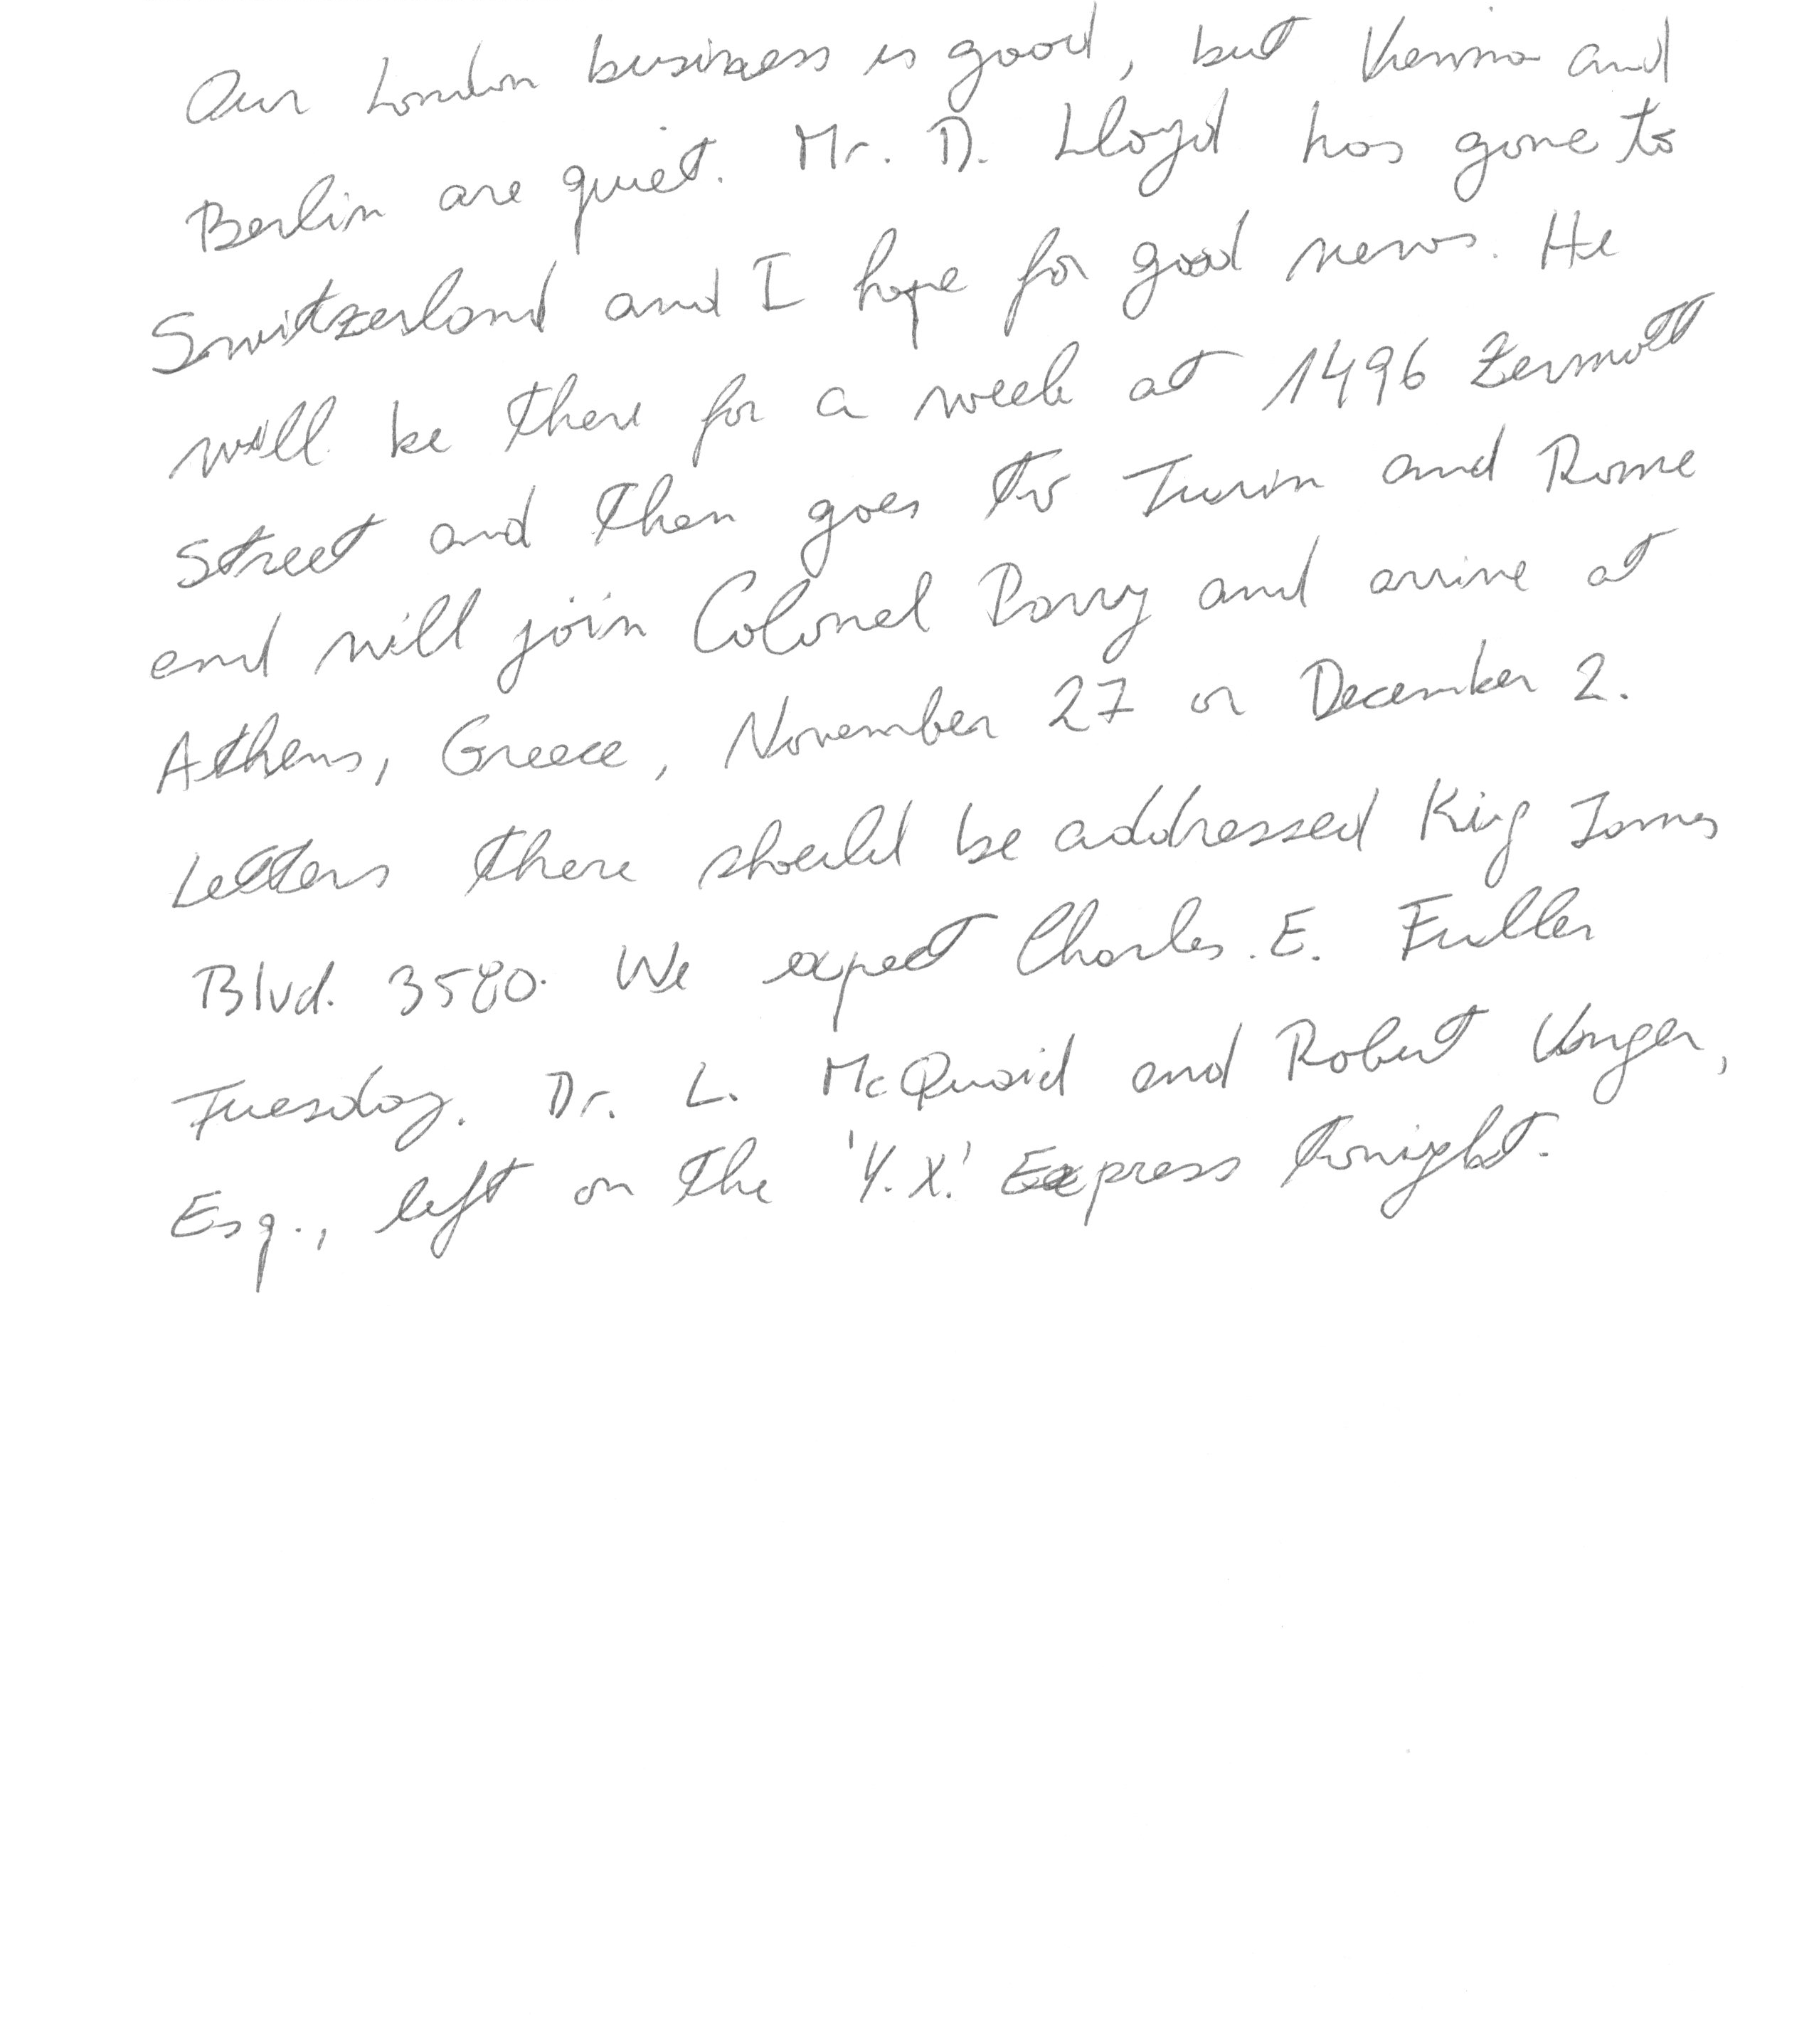 Our London business is good, but Vienna and
Berlin are quiet. Mr. D. Lloyd has gone to
Switzerland and I hope for good news. He
will be there for a week at 1496 Zermott
Street and then goes to Turin and Rome
and will join Colonel Parry and arrive at
Athens, Greece, November 27 or December 2.
Letters there should be addressed King James
Blvd. 3580. We expect Charles E. Fuller
Tuesday. Dr. L. McQuaid and Robert Unger,
Esq., left on the 'Y.X.' Express tonight.